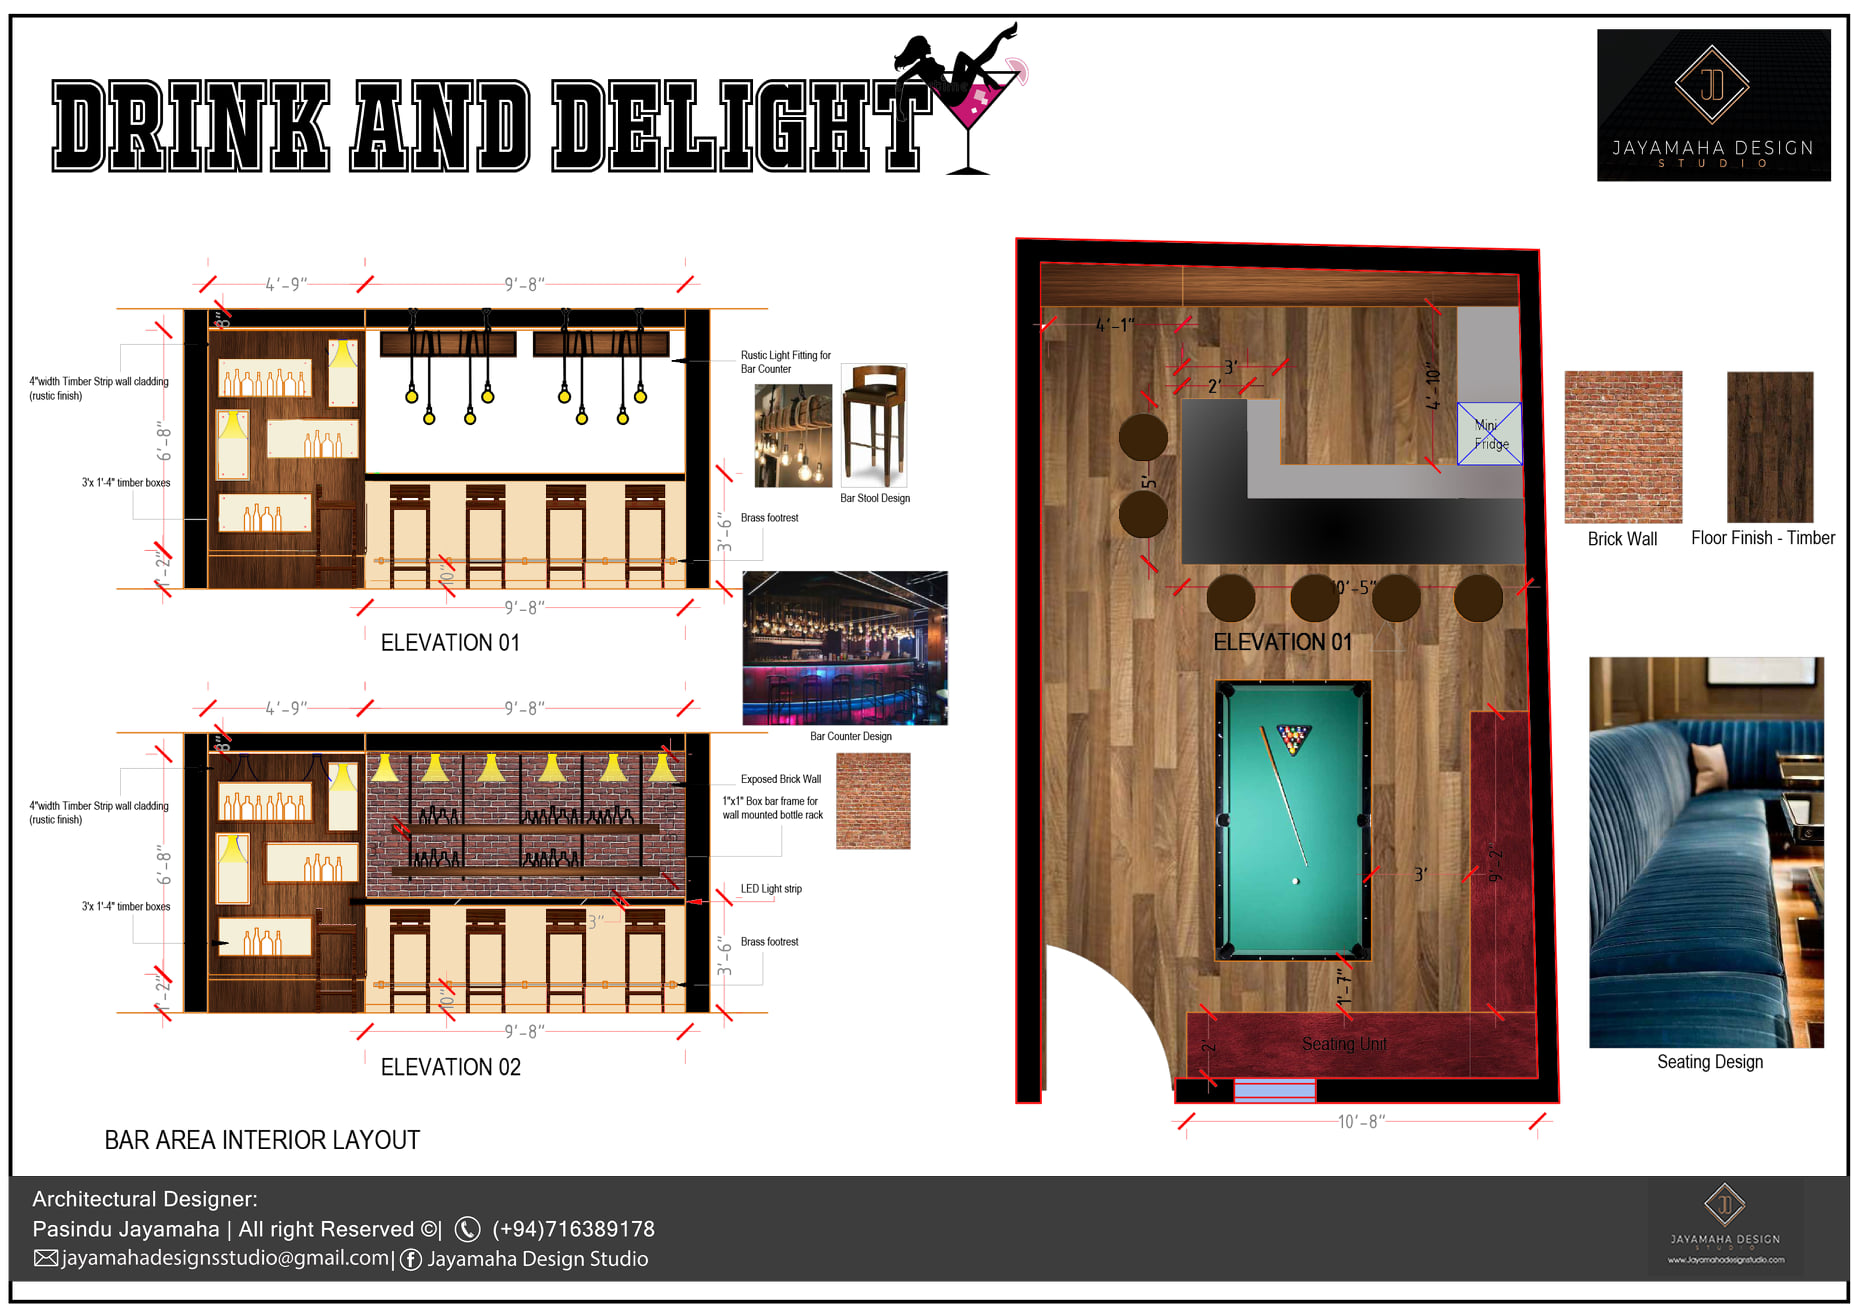 DRINK AND DELIGHT
JD
JAYAMAHA DESIGN
STUDIO
4'-9"
9'-8"
8"
4"width Timber Strip wall cladding
(rustic finish)
6'-8"
3'x 1'-4" timber boxes
1'-2"
Rustic Light Fitting for
Bar Counter
Bar Stool Design
Brass footrest
3'-6"
10"
9'-8"
ELEVATION 01
Bar Counter Design
4'-9"
9'-8"
8"
4"width Timber Strip wall cladding
(rustic finish)
6'-8"
3'x 1'-4" timber boxes
1'-2"
Exposed Brick Wall
1"x1" Box bar frame for
wall mounted bottle rack
LED Light strip
3"
Brass footrest
3'-6"
10"
9'-8"
ELEVATION 02
BAR AREA INTERIOR LAYOUT
4'-1"
3'
2'
4'-10"
Mini
Fridge
5'
10'-5"
ELEVATION 01
3'
9'-2"
1'-7"
2'
Seating Unit
10'-8"
Brick Wall
Floor Finish - Timber
Seating Design
Architectural Designer:
Pasindu Jayamaha | All right Reserved ©| (+94)716389178
jayamahadesignsstudio@gmail.com| Jayamaha Design Studio
JD
JAYAMAHA DESIGN
STUDIO
www.Jayamahadesignstudio.com